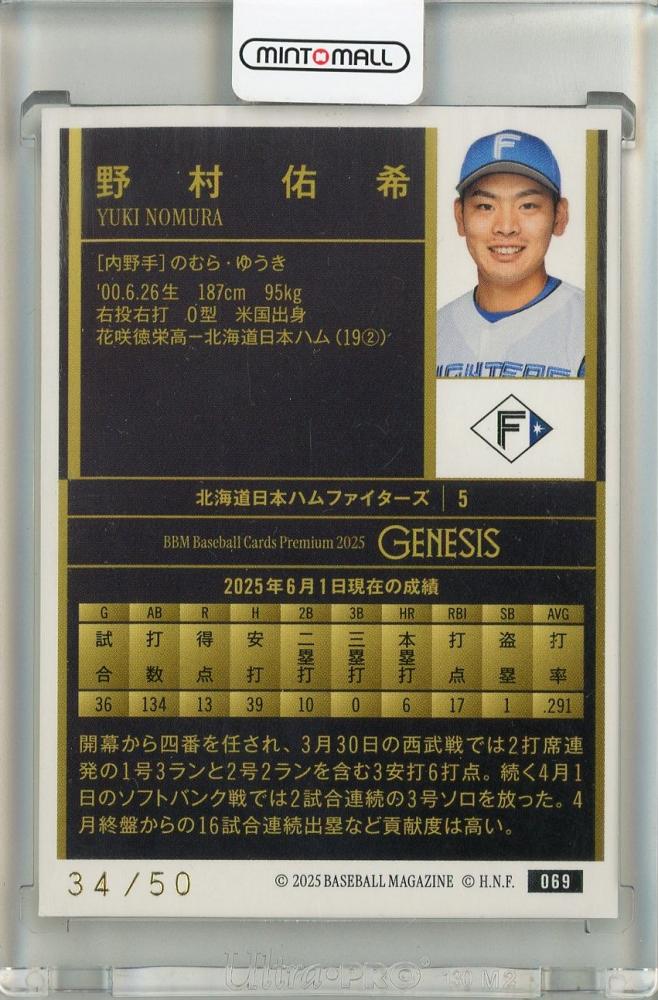 MINTOMALL
野村佑希
YUKI NOMURA
F
FIGHTERS
[内野手]のむら・ゆうき
'00.6.26生 187cm 95kg
右投右打 O型 米国出身
花咲徳栄高ー北海道日本ハム(19②)
F
北海道日本ハムファイターズ | 5
BBM Baseball Cards Premium 2025 GENESIS
2025年6月1日現在の成績
G AB R H 2B 3B HR RBI SB AVG
試合 打数 得点 安打 二塁打 三塁打 本塁打 打点 盗塁 打率
36 134 13 39 10 0 6 17 1 .291
開幕から四番を任され、3月30日の西武戦では2打席連
発の1号3ランと2号2ランを含む3安打6打点。続く4月1
日のソフトバンク戦では2試合連続の3号ソロを放った。4
月終盤からの16試合連続出塁など貢献度は高い。
34/50
© 2025 BASEBALL MAGAZINE © H.N.F. 069
Ultra·PRO® 130 M2